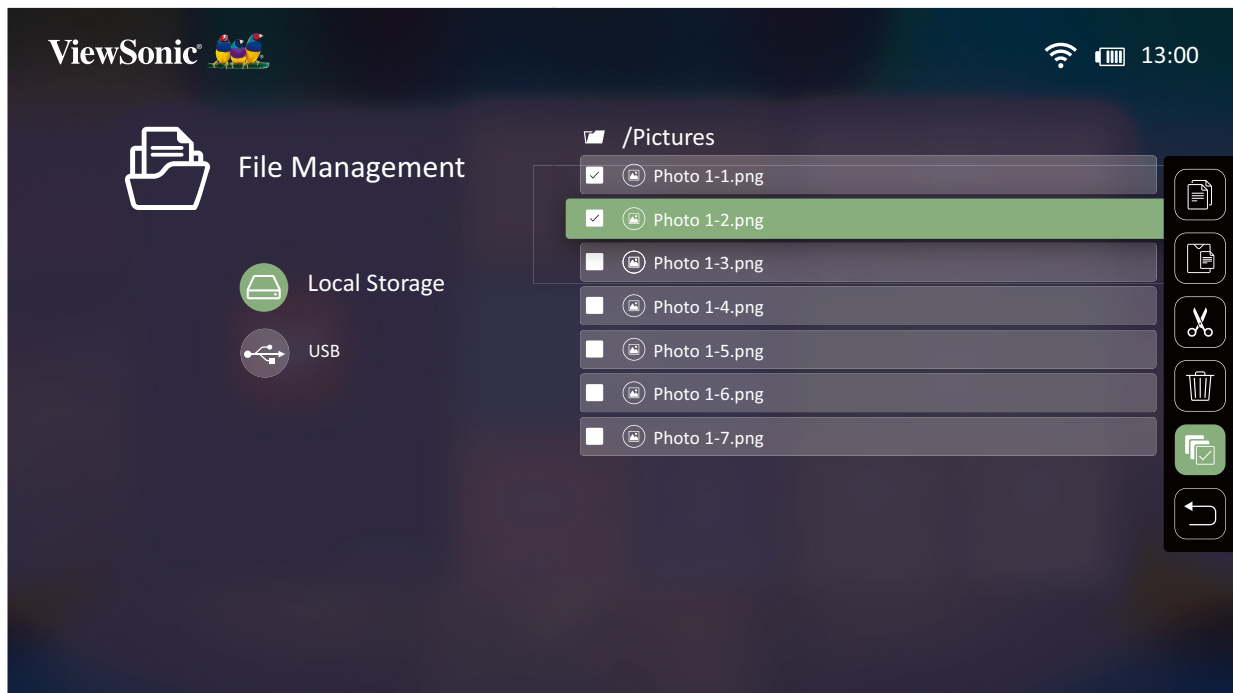 ViewSonic®
13:00
File Management
/Pictures
Photo 1-1.png
Photo 1-2.png
Local Storage
Photo 1-3.png
Photo 1-4.png
USB
Photo 1-5.png
Photo 1-6.png
Photo 1-7.png